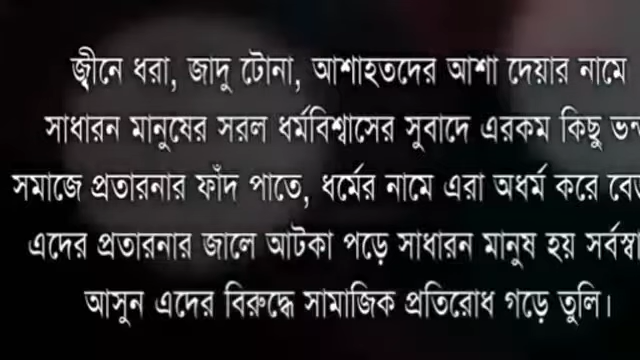 জ্বীনে ধরা, জাদু টোনা, আশাহতদের আশা দেয়ার নামে
সাধারন মানুষের সরল ধর্মবিশ্বাসের সুবাদে এরকম কিছু
সমাজে প্রতারনার ফাঁদ পাতে, ধর্মের নামে এরা অধর্ম করে
এদের প্রতারনার জালে আটকা পড়ে সাধারন মানুষ হয়
আসুন এদের বিরুদ্ধে সামাজিক প্রতিরোধ গড়ে তুলি।